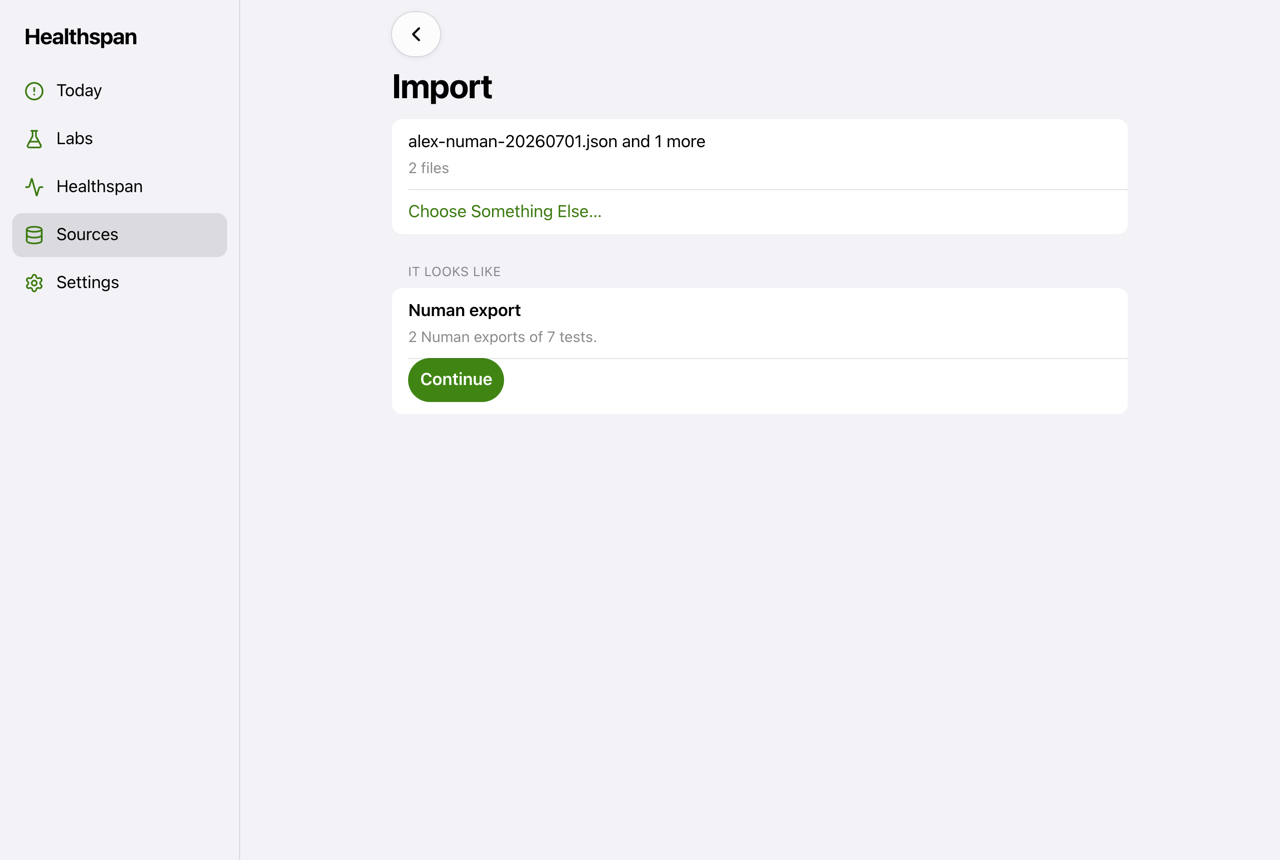 Healthspan
Today
Labs
Healthspan
Sources
Settings
Import
alex-numan-20260701.json and 1 more
2 files
Choose Something Else...
IT LOOKS LIKE
Numan export
2 Numan exports of 7 tests.
Continue